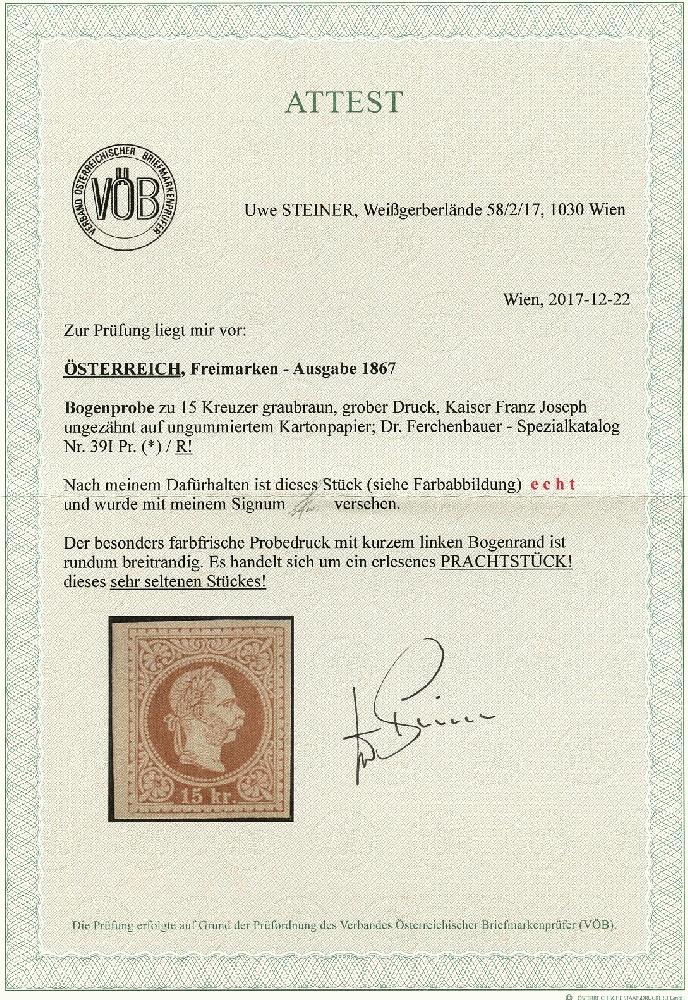 ATTEST
VERBAND ÖSTERREICHISCHER BRIEFMARKENPRÜFER
VÖB
Uwe STEINER, Weißgerberlände 58/2/17, 1030 Wien
Wien, 2017-12-22
Zur Prüfung liegt mir vor:
ÖSTERREICH, Freimarken - Ausgabe 1867
Bogenprobe zu 15 Kreuzer graubraun, grober Druck, Kaiser Franz Joseph
ungezähnt auf ungummiertem Kartonpapier; Dr. Ferchenbauer - Spezialkatalog
Nr. 39I Pr. (*) / R!
Nach meinem Dafürhalten ist dieses Stück (siehe Farbabbildung) echt
und wurde mit meinem Signum versehen.
Der besonders farbfrische Probedruck mit kurzem linken Bogenrand ist
rundum breitrandig. Es handelt sich um ein erlesenes PRACHTSTÜCK!
dieses sehr seltenen Stückes!
15 kr.
Die Prüfung erfolgte auf Grund der Prüfordnung des Verbandes Österreichischer Briefmarkenprüfer (VÖB).